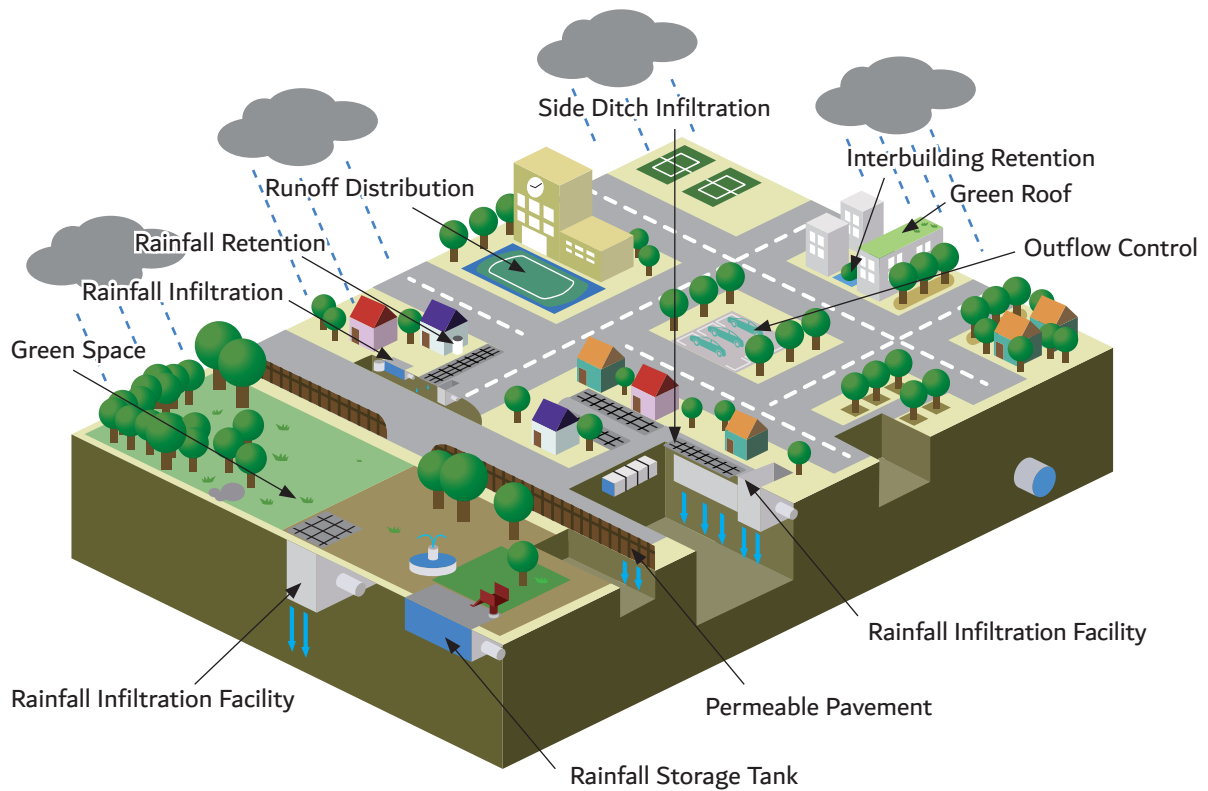 Side Ditch Infiltration
Interbuilding Retention
Runoff Distribution
Green Roof
Rainfall Retention
Outflow Control
Rainfall Infiltration
Green Space
Rainfall Infiltration Facility
Rainfall Infiltration Facility
Permeable Pavement
Rainfall Storage Tank